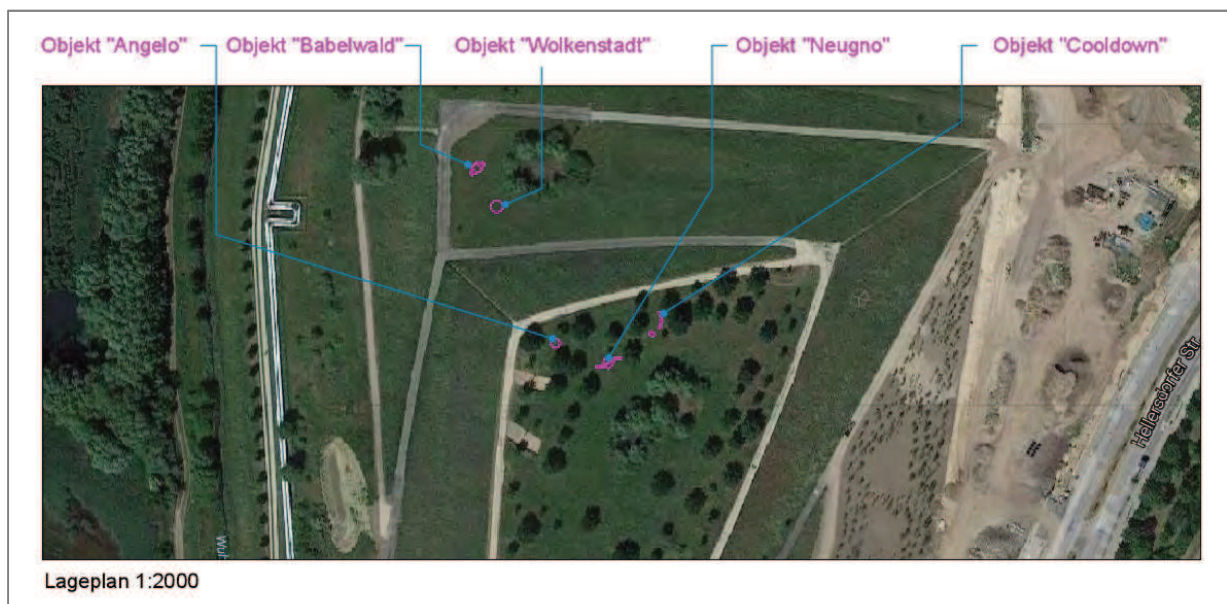 Objekt "Angelo"
Objekt "Babelwald"
Objekt "Wolkenstadt"
Objekt "Neugno"
Objekt "Cooldown"
Hellersdorfer Str
Lageplan 1:2000